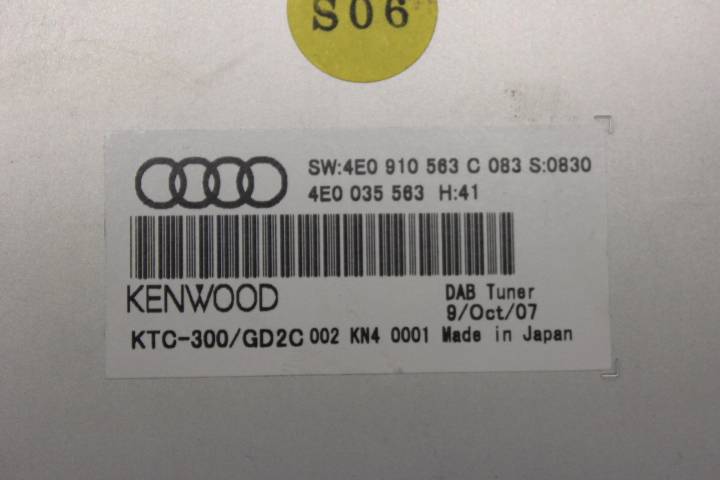 S06
SW:4E0 910 563 C 083 S:0830
4E0 035 563 H:41
KENWOOD
DAB Tuner
9/Oct/07
KTC-300/GD2C 002 KN4 0001 Made in Japan